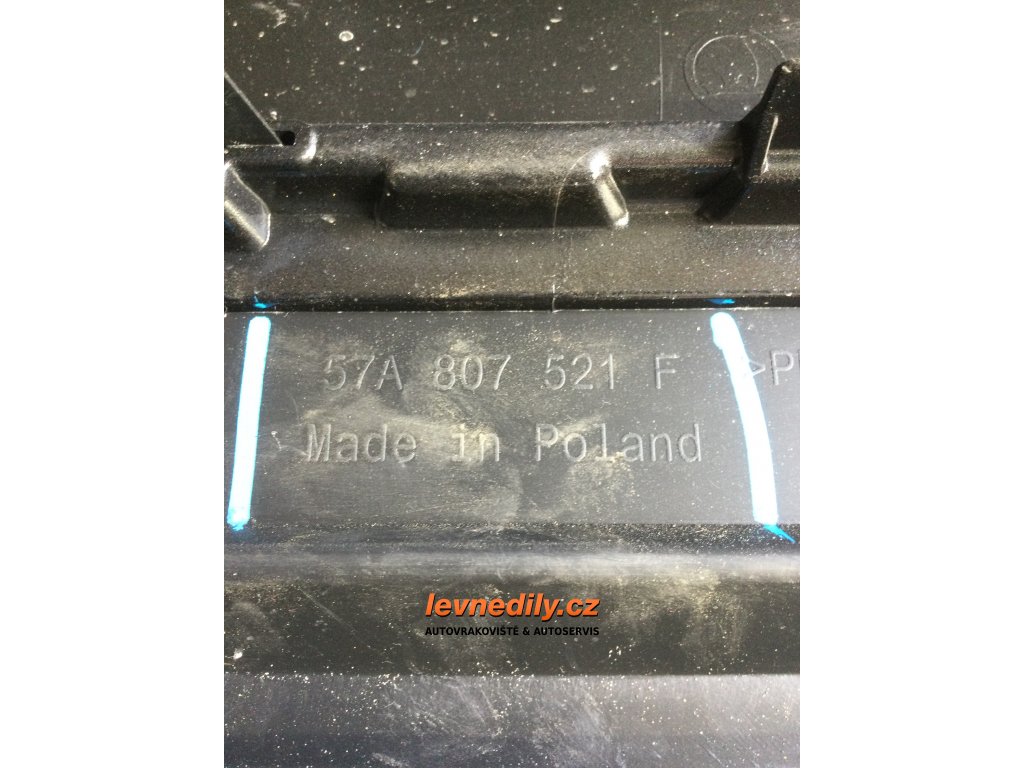 57A 807 521 F >P
Made in Poland
levnedily.cz
AUTOVRAKOVIŠTĚ & AUTOSERVIS